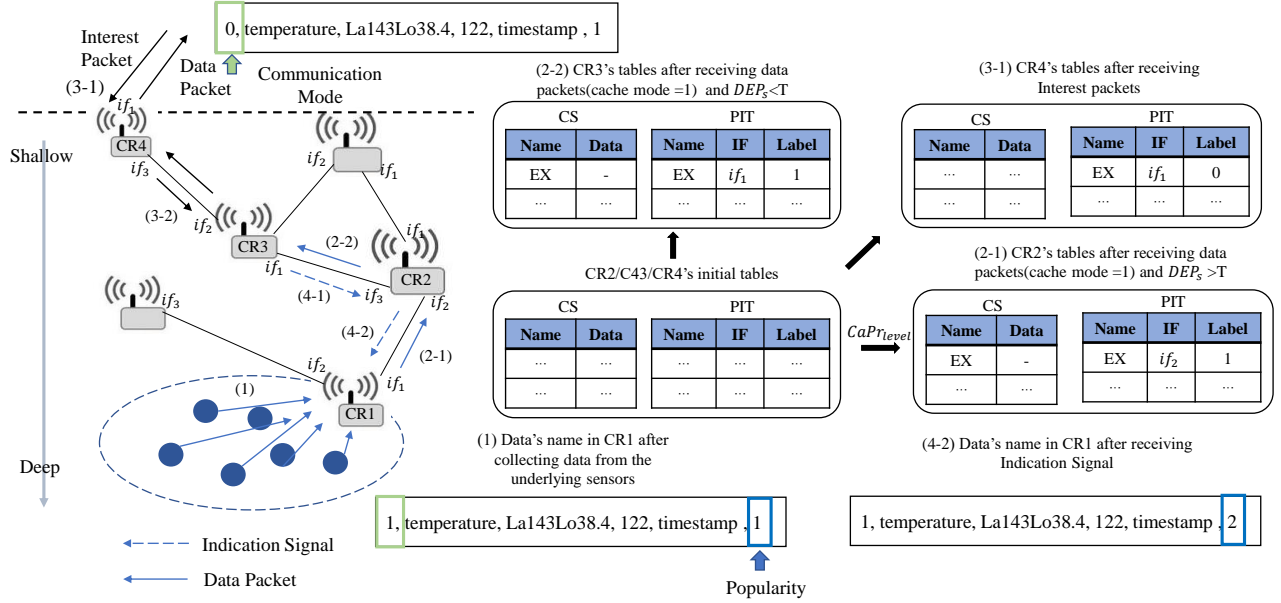 0, temperature, La143Lo38.4, 122, timestamp , 1
Interest
Packet
Data
Packet
Communication
Mode
(3-1)
if₁
CR4
if₃
Shallow
(3-2)
if₂
CR3
if₁
if₂
if₁
(2-2)
if₁
CR2
if₃
if₂
(4-1)
(4-2)
(2-1)
if₃
if₂
if₁
CR1
(1)
Deep
Indication Signal
Data Packet
(2-2) CR3's tables after receiving data
packets(cache mode =1) and DEPₛ<T
CS
PIT
Name Data
Name IF Label
EX -
EX if₁ 1
... ...
... ... ...
(3-1) CR4's tables after receiving
Interest packets
CS
PIT
Name Data
Name IF Label
... ...
EX if₁ 0
... ...
... ... ...
CR2/C43/CR4's initial tables
CS
PIT
Name Data
Name IF Label
... ...
... ... ...
... ...
... ... ...
CaPr_level
(2-1) CR2's tables after receiving data
packets(cache mode =1) and DEPₛ >T
CS
PIT
Name Data
Name IF Label
EX -
EX if₂ 1
... ...
... ... ...
(1) Data's name in CR1 after
collecting data from the
underlying sensors
1, temperature, La143Lo38.4, 122, timestamp , 1
Popularity
(4-2) Data's name in CR1 after receiving
Indication Signal
1, temperature, La143Lo38.4, 122, timestamp , 2